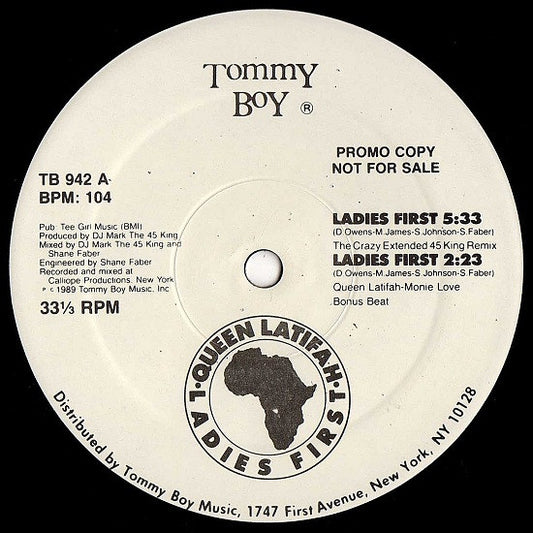 Tommy
Boy ®
PROMO COPY
NOT FOR SALE
TB 942 A
BPM: 104
Pub: Tee Girl Music (BMI)
Produced by DJ Mark The 45 King
Mixed by DJ Mark The 45 King and
Shane Faber
Engineered by Shane Faber
Recorded and mixed at
Calliope Productions, New York
℗ © 1989 Tommy Boy Music, Inc
33⅓ RPM
LADIES FIRST 5:33
(D Owens-M.James-S Johnson-S.Faber)
The Crazy Extended 45 King Remix
LADIES FIRST 2:23
(D Owens-M.James-S Johnson-S.Faber)
Queen Latifah-Monie Love
Bonus Beat
·QUEEN LATIFAH·
LADIES FIRST
Distributed by Tommy Boy Music, 1747 First Avenue, New York, NY 10128